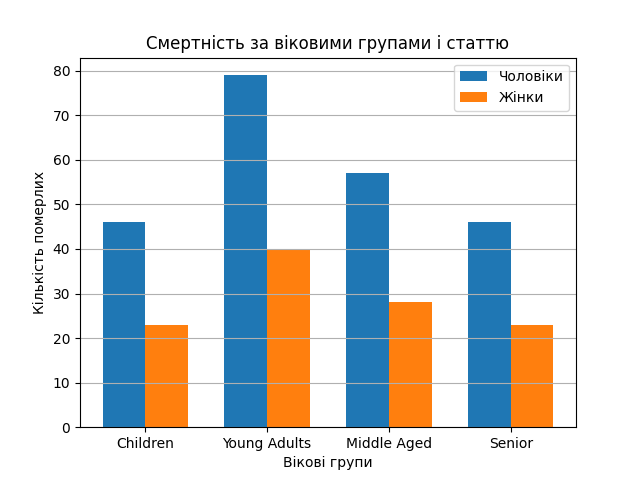 Смертність за віковими групами і статтю
Чоловіки
Жінки
Кількість померлих
80
70
60
50
40
30
20
10
0
Children Young Adults Middle Aged Senior
Вікові групи